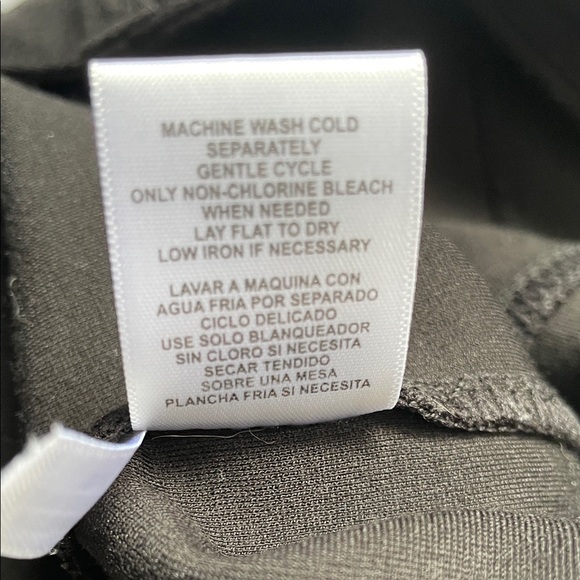 MACHINE WASH COLD
SEPARATELY
GENTLE CYCLE
ONLY NON-CHLORINE BLEACH
WHEN NEEDED
LAY FLAT TO DRY
LOW IRON IF NECESSARY
LAVAR A MAQUINA CON
AGUA FRIA POR SEPARADO
CICLO DELICADO
USE SOLO BLANQUEADOR
SIN CLORO SI NECESITA
SECAR TENDIDO
SOBRE UNA MESA
PLANCHA FRIA SI NECESITA